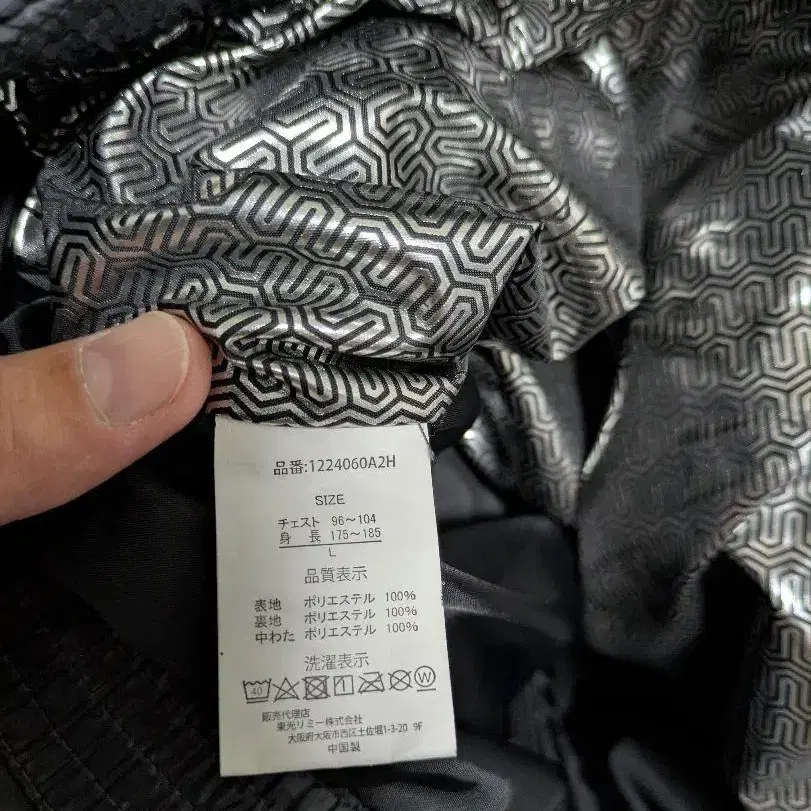 品番:1224060A2H
SIZE
チェスト 96～104
身 長 175～185
L
品質表示
表地 ポリエステル 100%
裏地 ポリエステル 100%
中わた ポリエステル 100%
洗濯表示
40 W
販売代理店
東光リミー株式会社
大阪府大阪市西区土佐堀1-3-20 9F
中国製